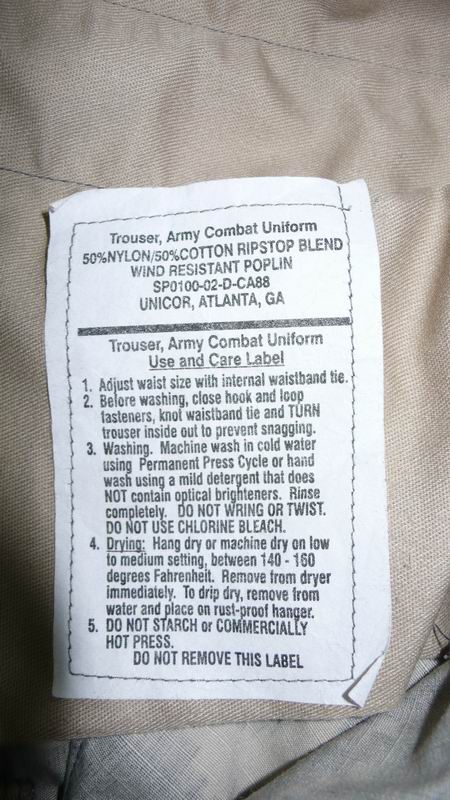 Trouser, Army Combat Uniform
50%NYLON/50%COTTON RIPSTOP BLEND
WIND RESISTANT POPLIN
SP0100-02-D-CA88
UNICOR, ATLANTA, GA
Trouser, Army Combat Uniform
Use and Care Label
1. Adjust waist size with internal waistband tie.
2. Before washing, close hook and loop
fasteners, knot waistband tie and TURN
trouser inside out to prevent snagging.
3. Washing. Machine wash in cold water
using Permanent Press Cycle or hand
wash using a mild detergent that does
NOT contain optical brighteners. Rinse
completely. DO NOT WRING OR TWIST.
DO NOT USE CHLORINE BLEACH.
4. Drying: Hang dry or machine dry on low
to medium setting, between 140 - 160
degrees Fahrenheit. Remove from dryer
immediately. To drip dry, remove from
water and place on rust-proof hanger.
5. DO NOT STARCH or COMMERCIALLY
HOT PRESS.
DO NOT REMOVE THIS LABEL